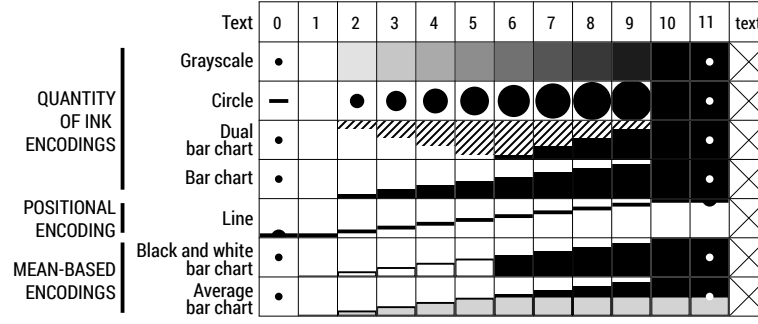 Text 0 1 2 3 4 5 6 7 8 9 10 11 text
Grayscale
QUANTITY
OF INK
ENCODINGS
Circle
Dual
bar chart
Bar chart
POSITIONAL
ENCODING
Line
MEAN-BASED
ENCODINGS
Black and white
bar chart
Average
bar chart